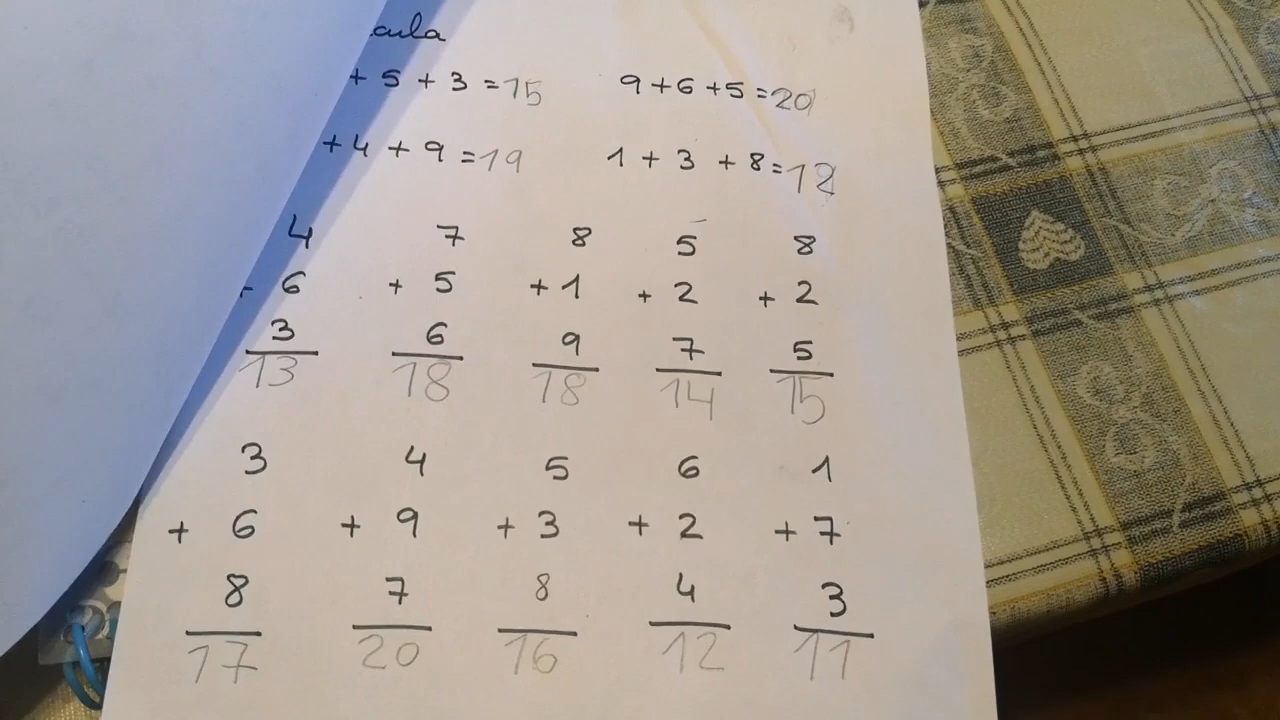 cula
+ 5 + 3 = 15 9 + 6 + 5 = 20
+ 4 + 9 = 19 1 + 3 + 8 = 12
4 7 8 5 8
+ 6 + 5 + 1 + 2 + 2
3 6 9 7 5
13 18 18 14 15
3 4 5 6 1
+ 6 + 9 + 3 + 2 + 7
8 7 8 4 3
17 20 16 12 11